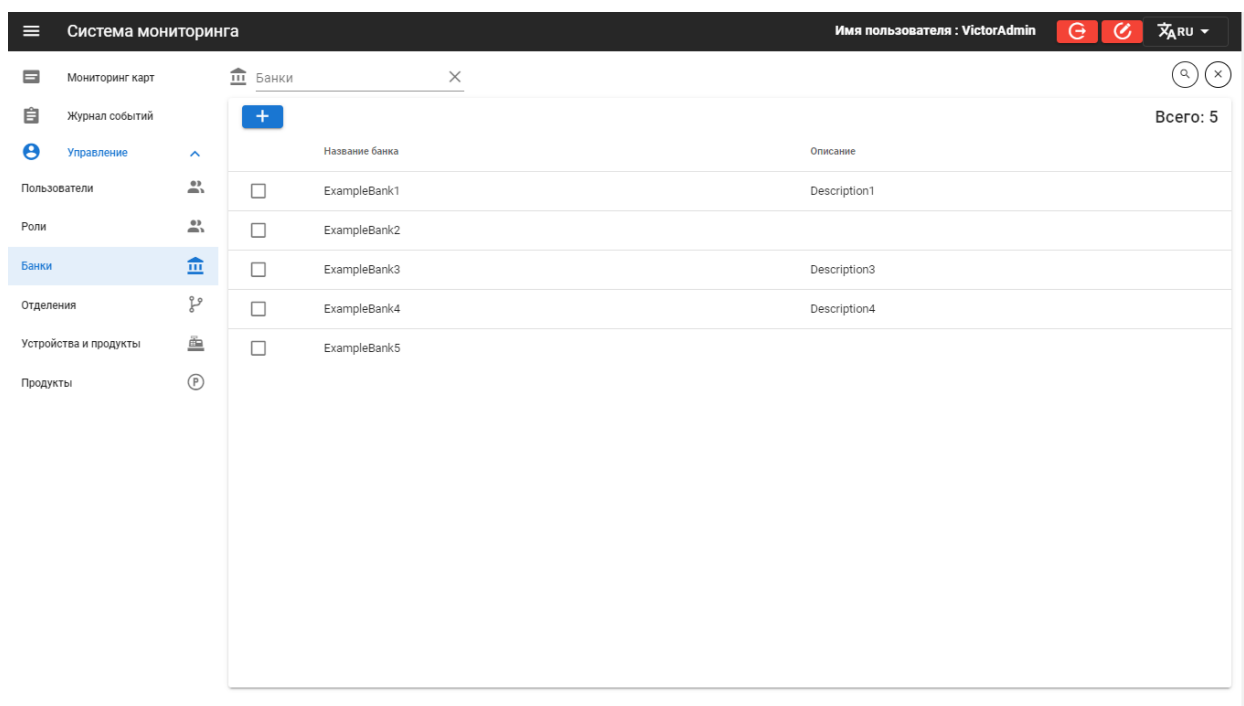 Система мониторинга
Имя пользователя : VictorAdmin
RU
Мониторинг карт
Журнал событий
Управление
Пользователи
Роли
Банки
Отделения
Устройства и продукты
Продукты
P
Банки
Всего: 5
Название банка Описание
ExampleBank1 Description1
ExampleBank2
ExampleBank3 Description3
ExampleBank4 Description4
ExampleBank5